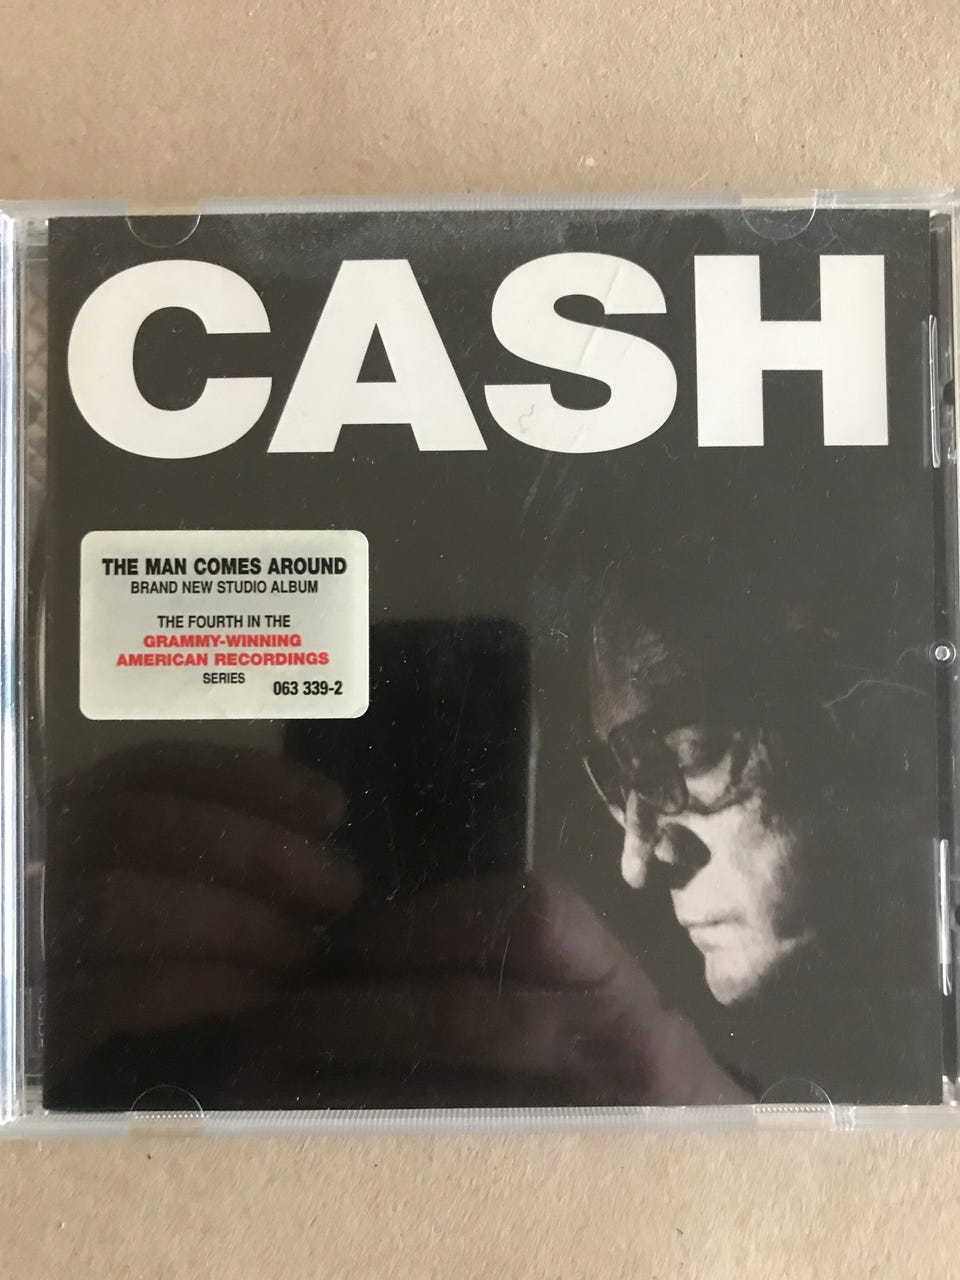 CASH
THE MAN COMES AROUND
BRAND NEW STUDIO ALBUM
THE FOURTH IN THE
GRAMMY-WINNING
AMERICAN RECORDINGS
SERIES
063 339-2